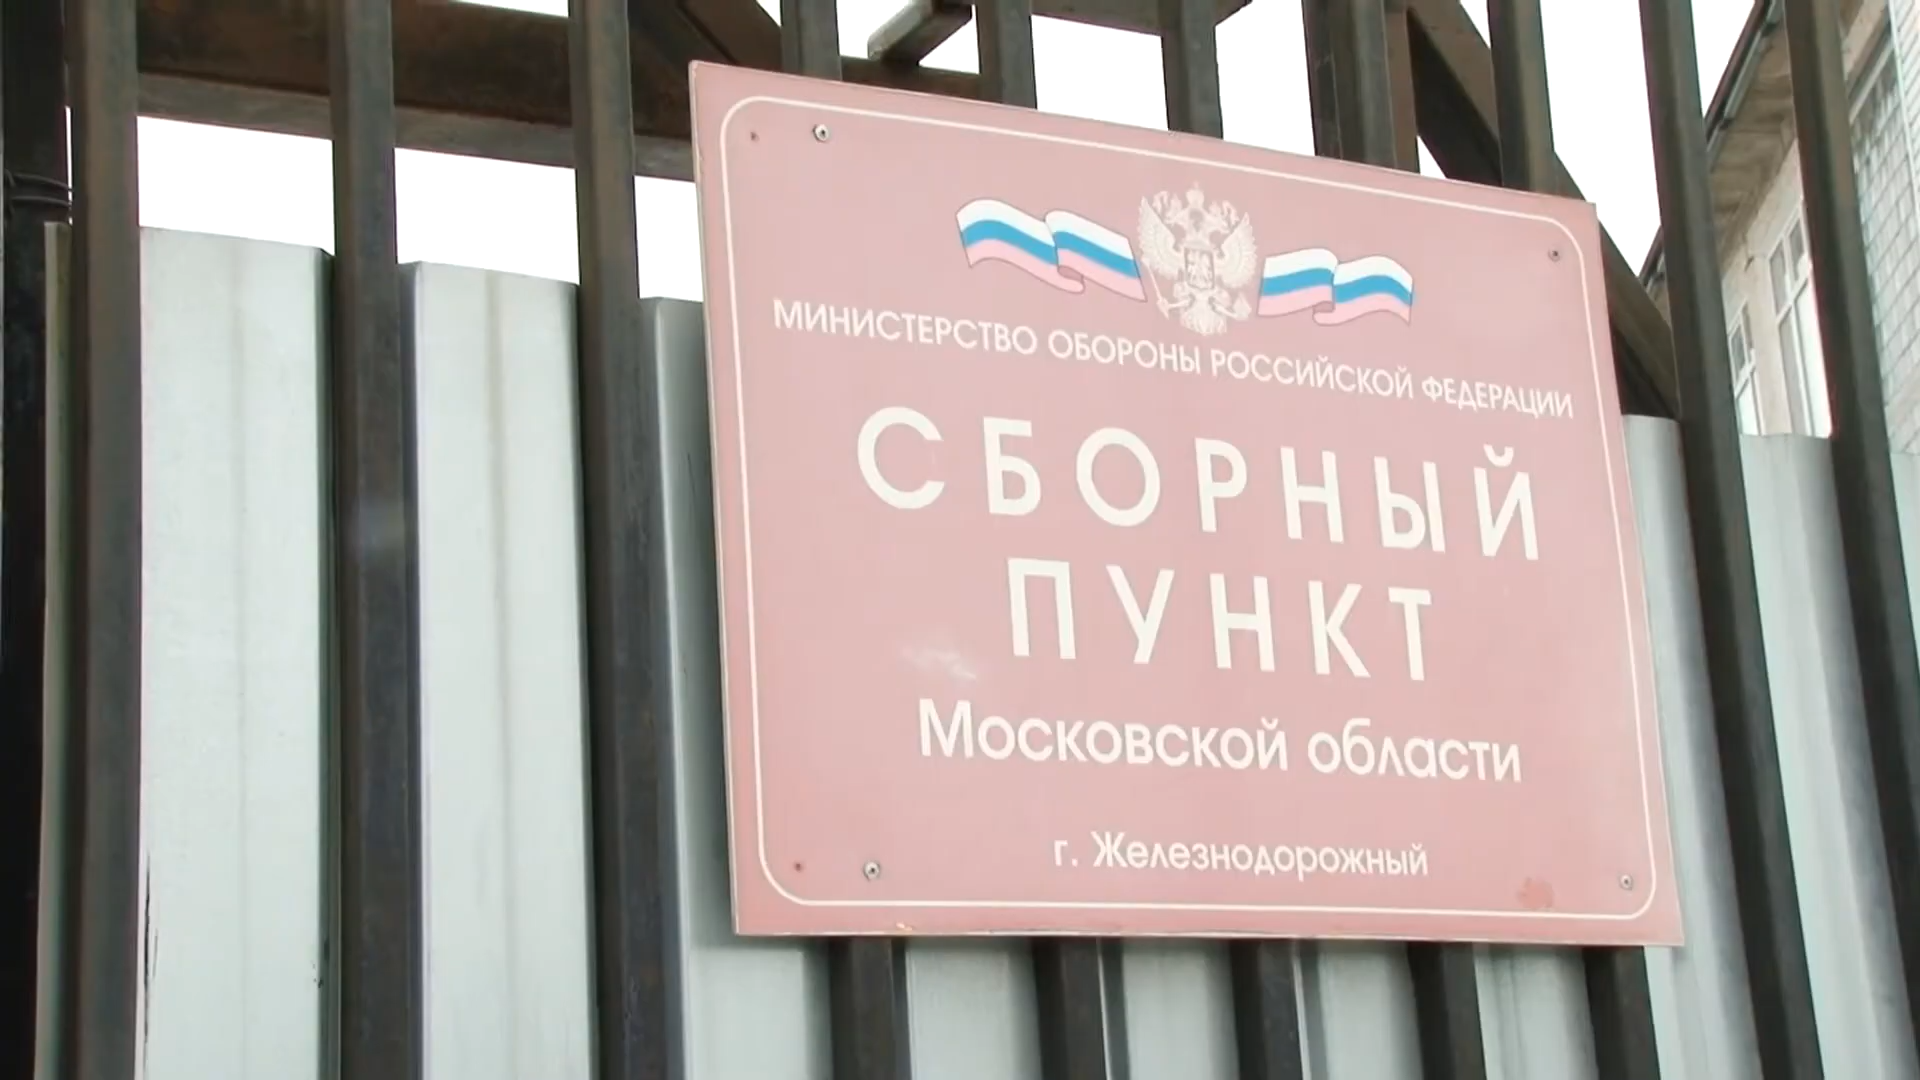 МИНИСТЕРСТВО ОБОРОНЫ РОССИЙСКОЙ ФЕДЕРАЦИИ
СБОРНЫЙ
ПУНКТ
Московской области
г. Железнодорожный